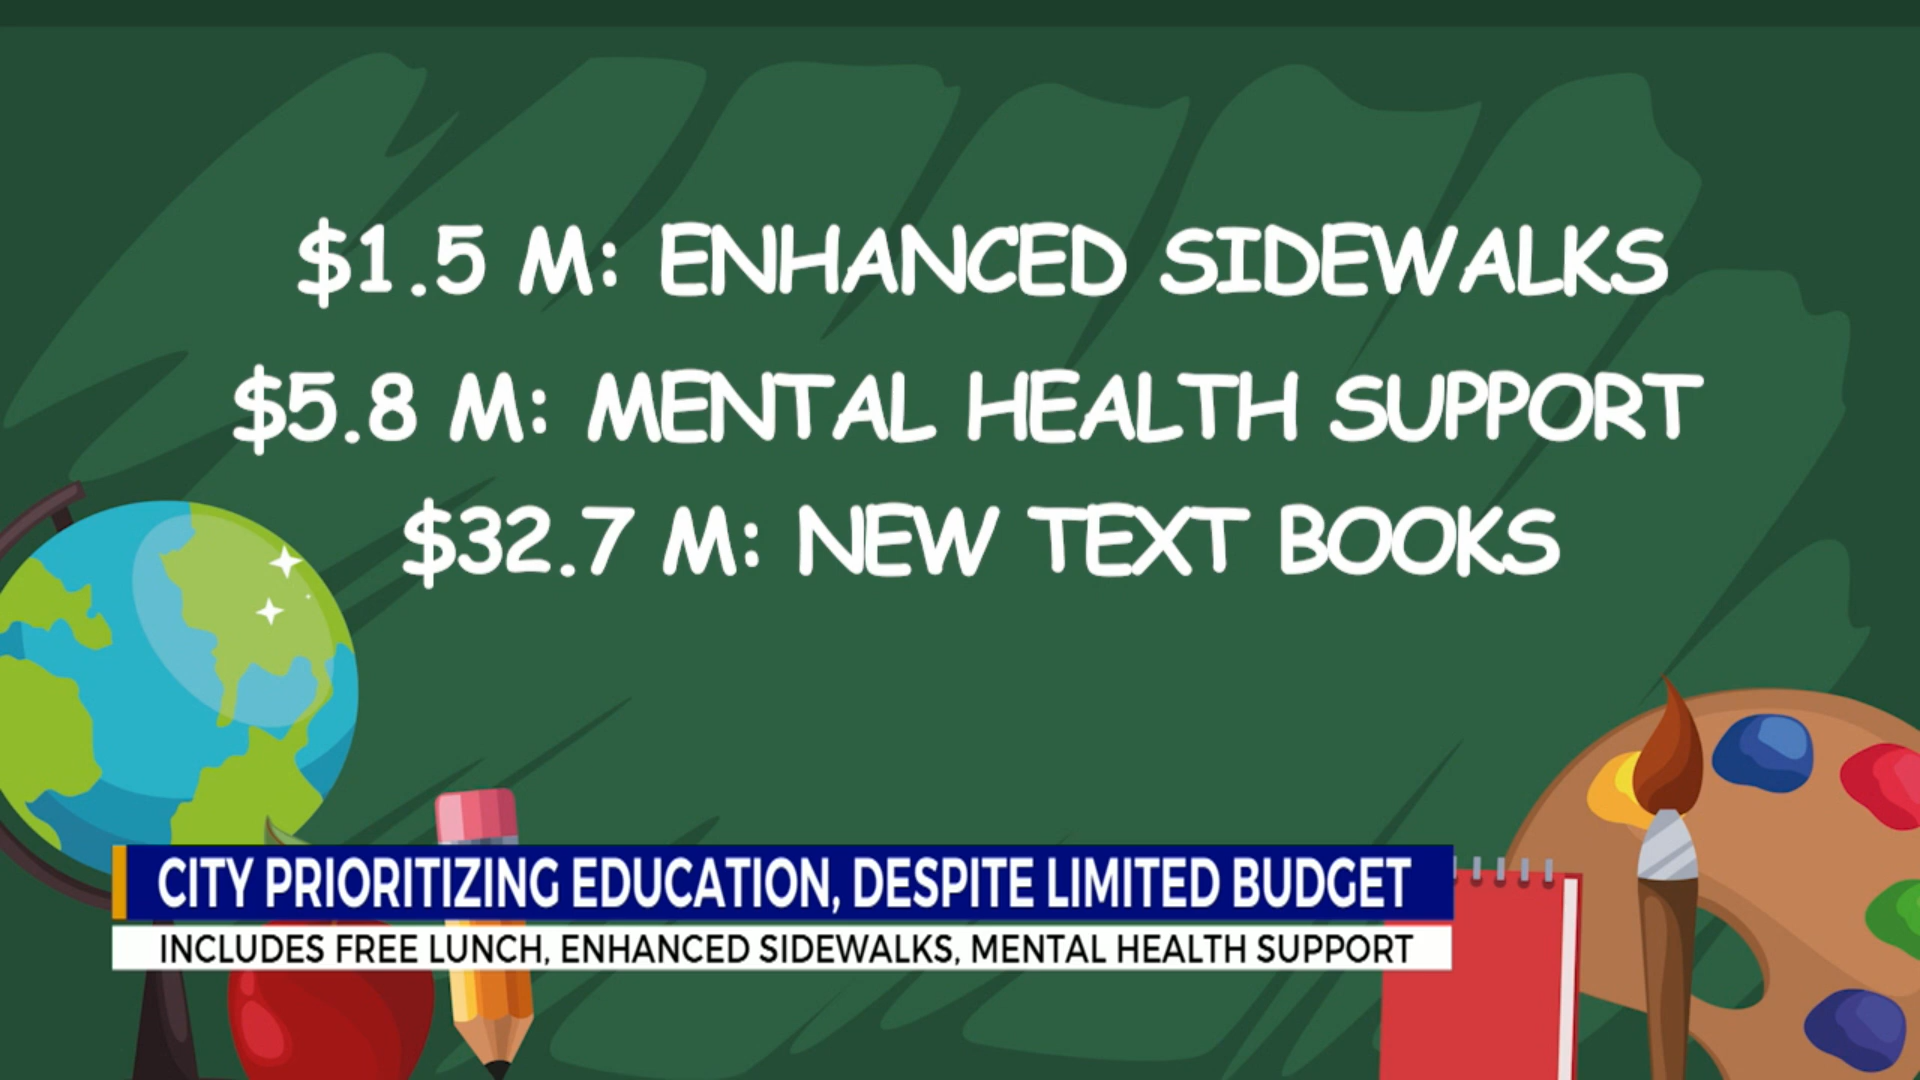 $1.5 M: ENHANCED SIDEWALKS
$5.8 M: MENTAL HEALTH SUPPORT
$32.7 M: NEW TEXT BOOKS
CITY PRIORITIZING EDUCATION, DESPITE LIMITED BUDGET
INCLUDES FREE LUNCH, ENHANCED SIDEWALKS, MENTAL HEALTH SUPPORT